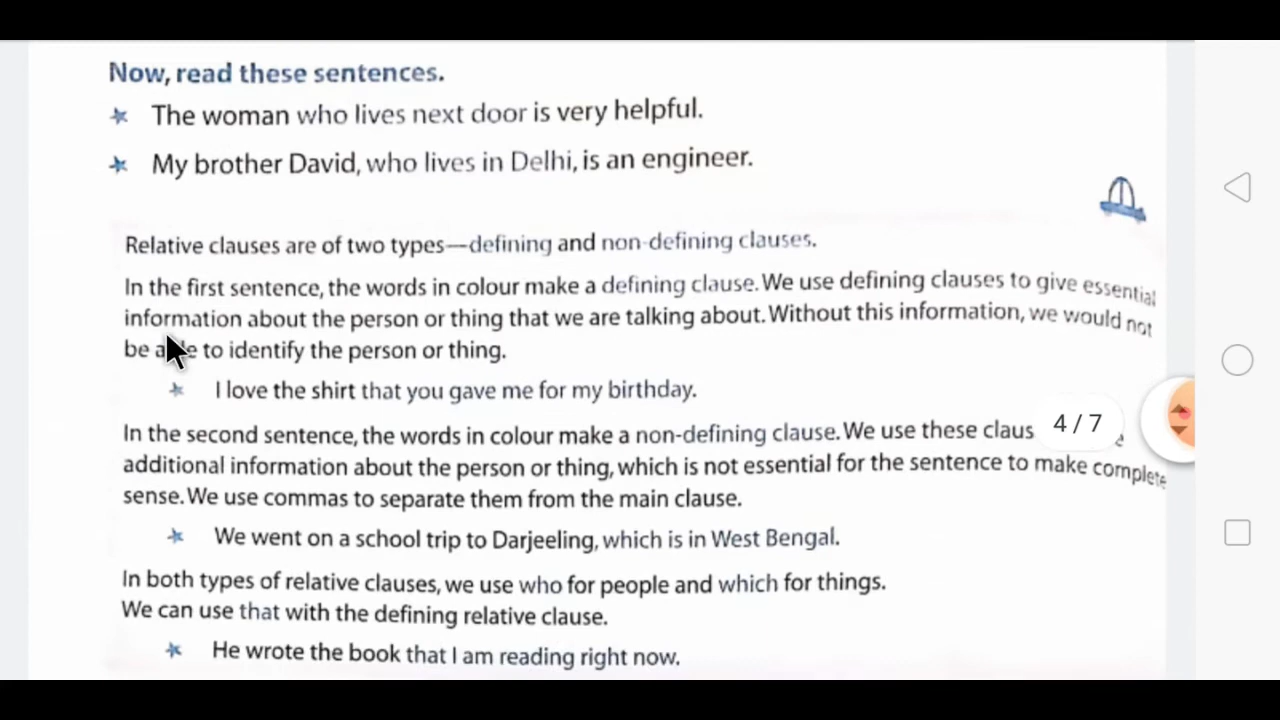 Now, read these sentences.
The woman who lives next door is very helpful.
My brother David, who lives in Delhi, is an engineer.
Relative clauses are of two types—defining and non-defining clauses.
In the first sentence, the words in colour make a defining clause. We use defining clauses to give essential
information about the person or thing that we are talking about. Without this information, we would not
be able to identify the person or thing.
I love the shirt that you gave me for my birthday.
In the second sentence, the words in colour make a non-defining clause. We use these claus
4 / 7
additional information about the person or thing, which is not essential for the sentence to make complete
sense. We use commas to separate them from the main clause.
We went on a school trip to Darjeeling, which is in West Bengal.
In both types of relative clauses, we use who for people and which for things.
We can use that with the defining relative clause.
He wrote the book that I am reading right now.